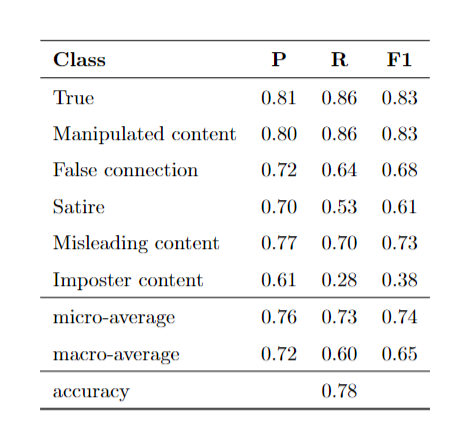 Class P R F1
True 0.81 0.86 0.83
Manipulated content 0.80 0.86 0.83
False connection 0.72 0.64 0.68
Satire 0.70 0.53 0.61
Misleading content 0.77 0.70 0.73
Imposter content 0.61 0.28 0.38
micro-average 0.76 0.73 0.74
macro-average 0.72 0.60 0.65
accuracy 0.78